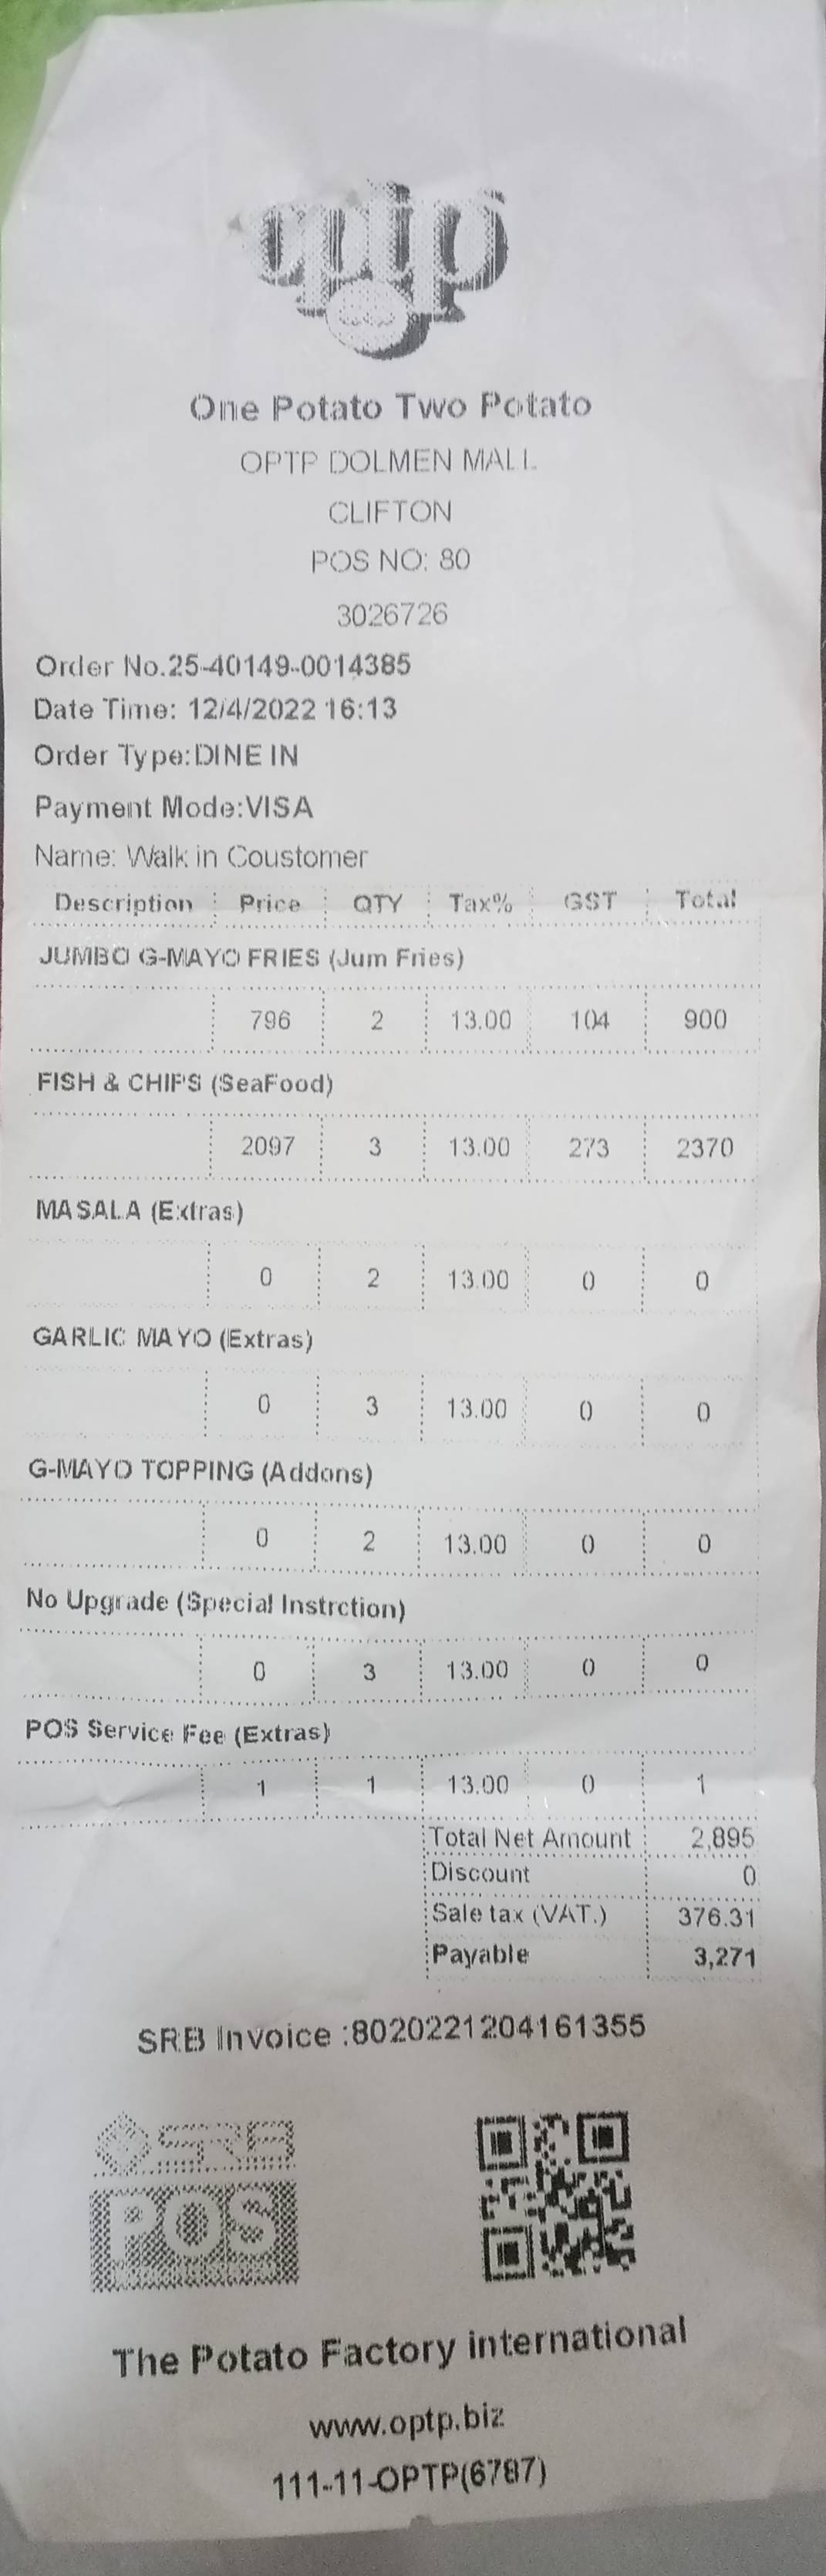 optp
One Potato Two Potato
OPTP DOLMEN MALL
CLIFTON
POS NO: 80
3026726
Order No.25-40149-0014385
Date Time: 12/4/2022 16:13
Order Type:DINE IN
Payment Mode:VISA
Name: Walk in Coustomer
Description Price QTY Tax% GST Total
JUMBO G-MAYO FRIES (Jum Fries)
796 2 13.00 104 900
FISH & CHIPS (SeaFood)
2097 3 13.00 273 2370
MASALA (Extras)
0 2 13.00 0 0
GARLIC MAYO (Extras)
0 3 13.00 0 0
G-MAYO TOPPING (Addons)
0 2 13.00 0 0
No Upgrade (Special Instrction)
0 3 13.00 0 0
POS Service Fee (Extras)
1 1 13.00 0 1
Total Net Amount 2,895
Discount 0
Sale tax (VAT.) 376.31
Payable 3,271
SRB Invoice :8020221204161355
SRB
POS
The Potato Factory international
www.optp.biz
111-11-OPTP(6787)